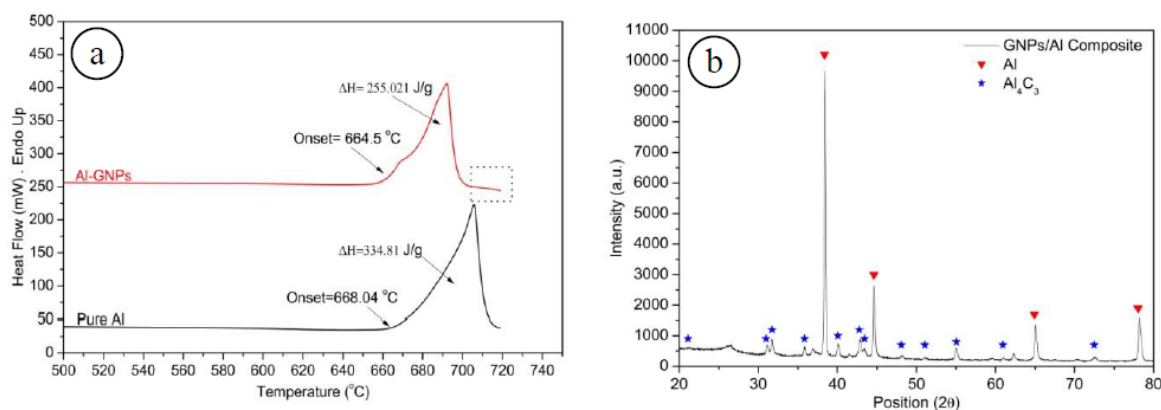 a
500
450
400
350
300
250
200
150
100
50
0
Heat Flow (mW) . Endo Up
ΔH= 255.021 J/g
Onset= 664.5 °C
Al-GNPs
ΔH=334.81 J/g
Onset=668.04 °C
Pure Al
500 520 540 560 580 600 620 640 660 680 700 720 740
Temperature (°C)
b
11000
10000
9000
8000
7000
6000
5000
4000
3000
2000
1000
0
Intensity (a.u.)
GNPs/Al Composite
Al
Al₄C₃
20 30 40 50 60 70 80
Position (2θ)